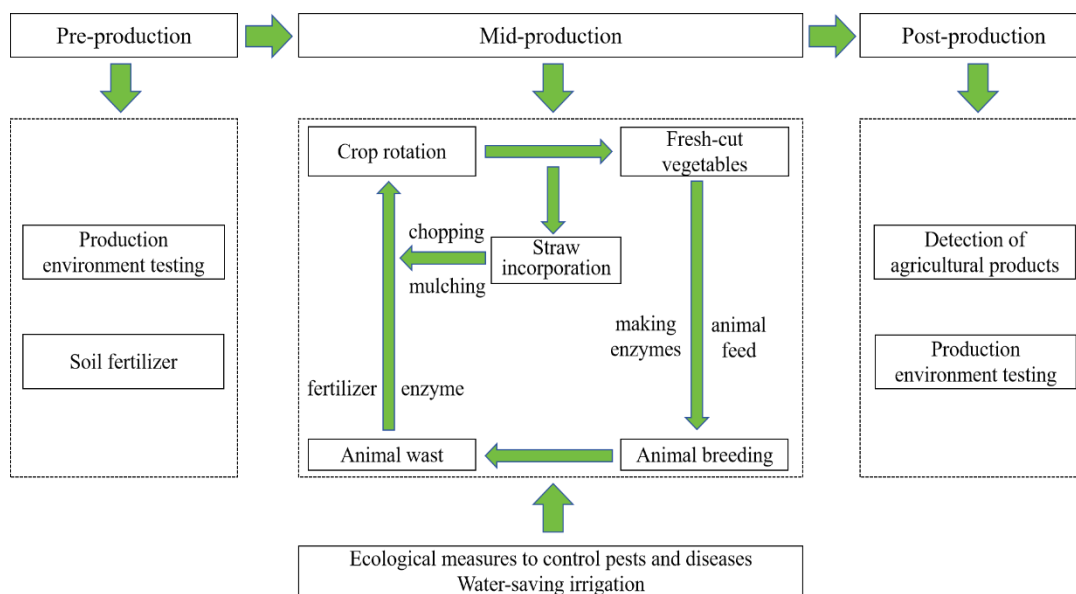 Pre-production
Mid-production
Post-production
Production
environment testing
Soil fertilizer
Crop rotation
Fresh-cut
vegetables
chopping
mulching
Straw
incorporation
making
enzymes
animal
feed
fertilizer
enzyme
Animal wast
Animal breeding
Detection of
agricultural products
Production
environment testing
Ecological measures to control pests and diseases
Water-saving irrigation